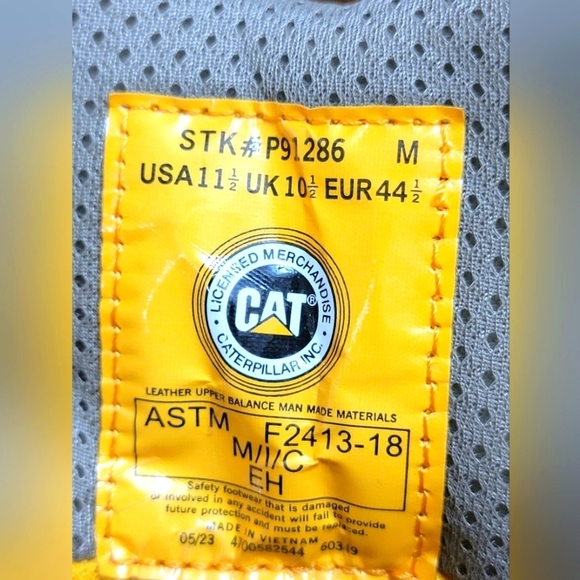 STK# P91286 M
USA 11½ UK 10½ EUR 44½
LICENSED MERCHANDISE
CAT®
CATERPILLAR INC.
LEATHER UPPER BALANCE MAN MADE MATERIALS
ASTM F2413-18
M/I/C
EH
Safety footwear that is damaged
or involved in any accident will fail to provide
future protection and must be replaced.
MADE IN VIETNAM
05/23